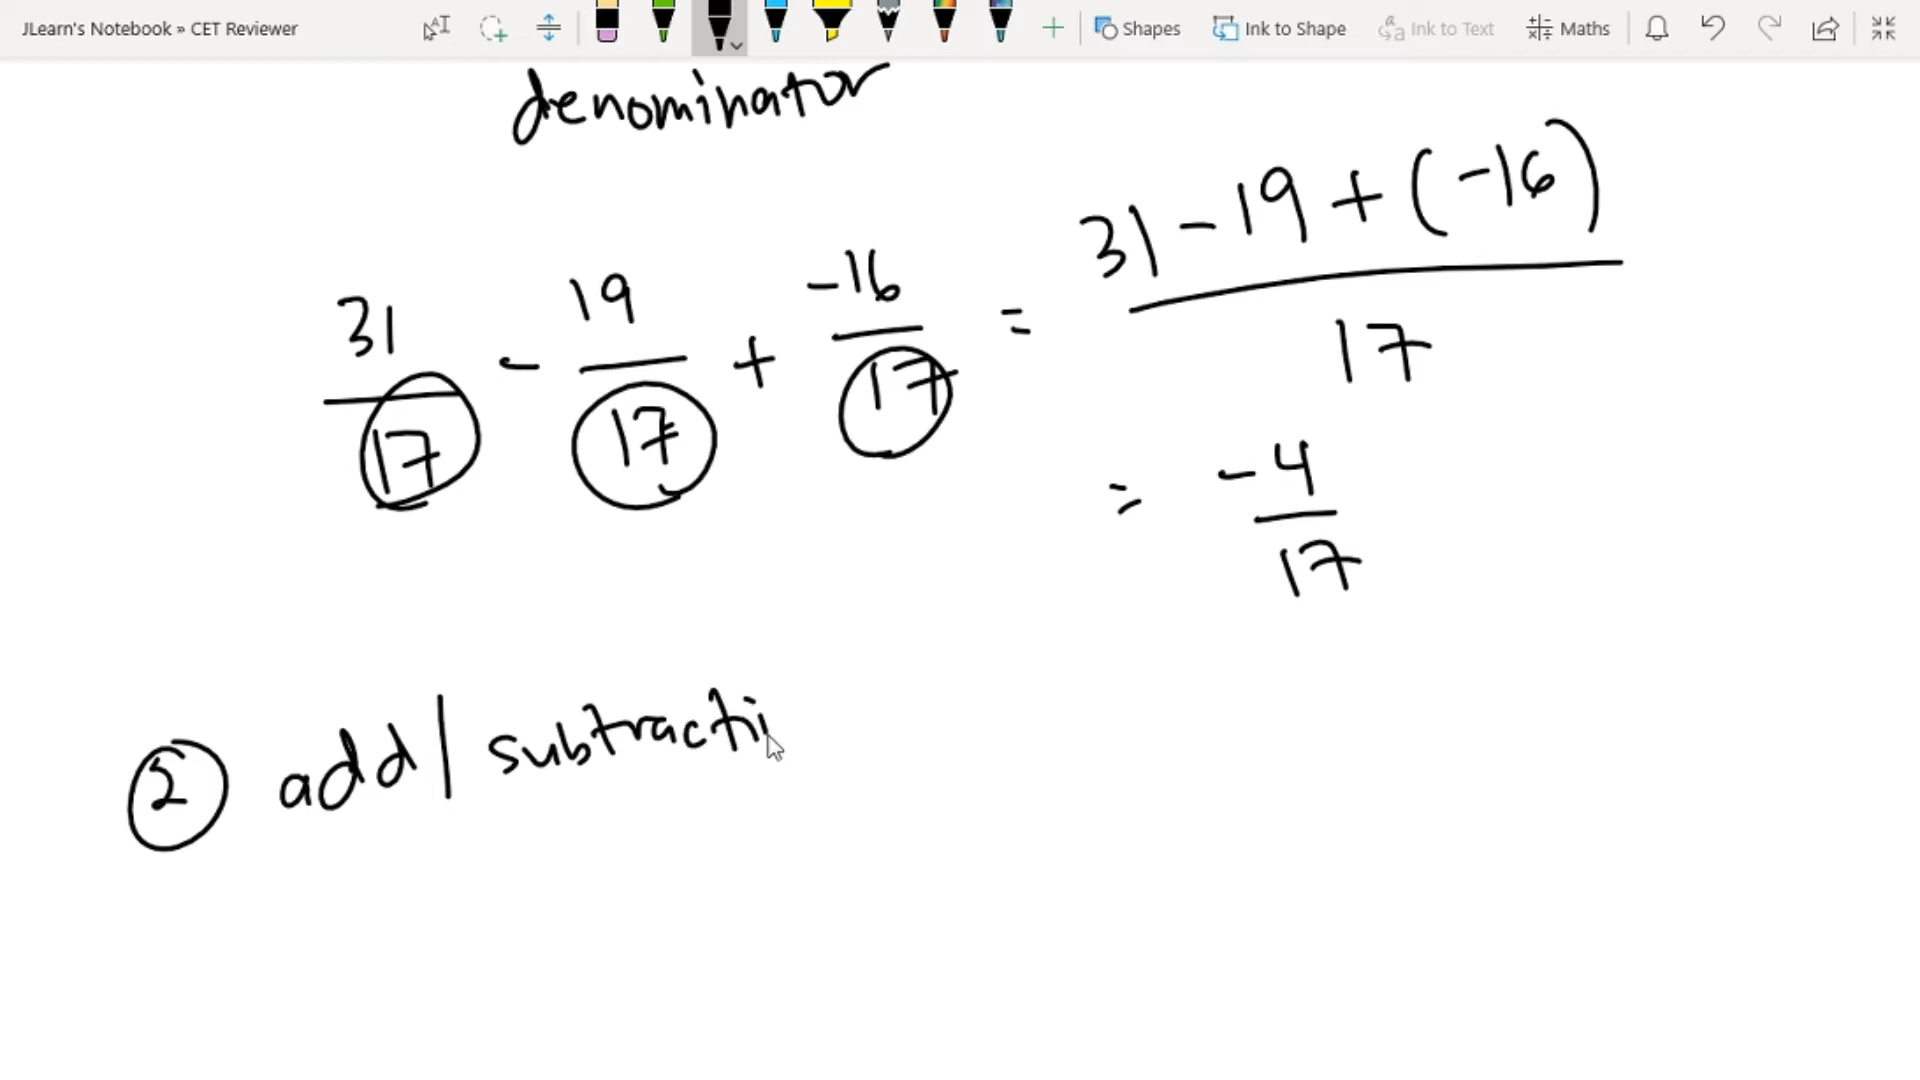 JLearn's Notebook » CET Reviewer Shapes Ink to Shape Ink to Text Maths
denominator
31/17 - 19/17 + -16/17 = 31 - 19 + (-16)/17
= -4/17
② add/ subtracti